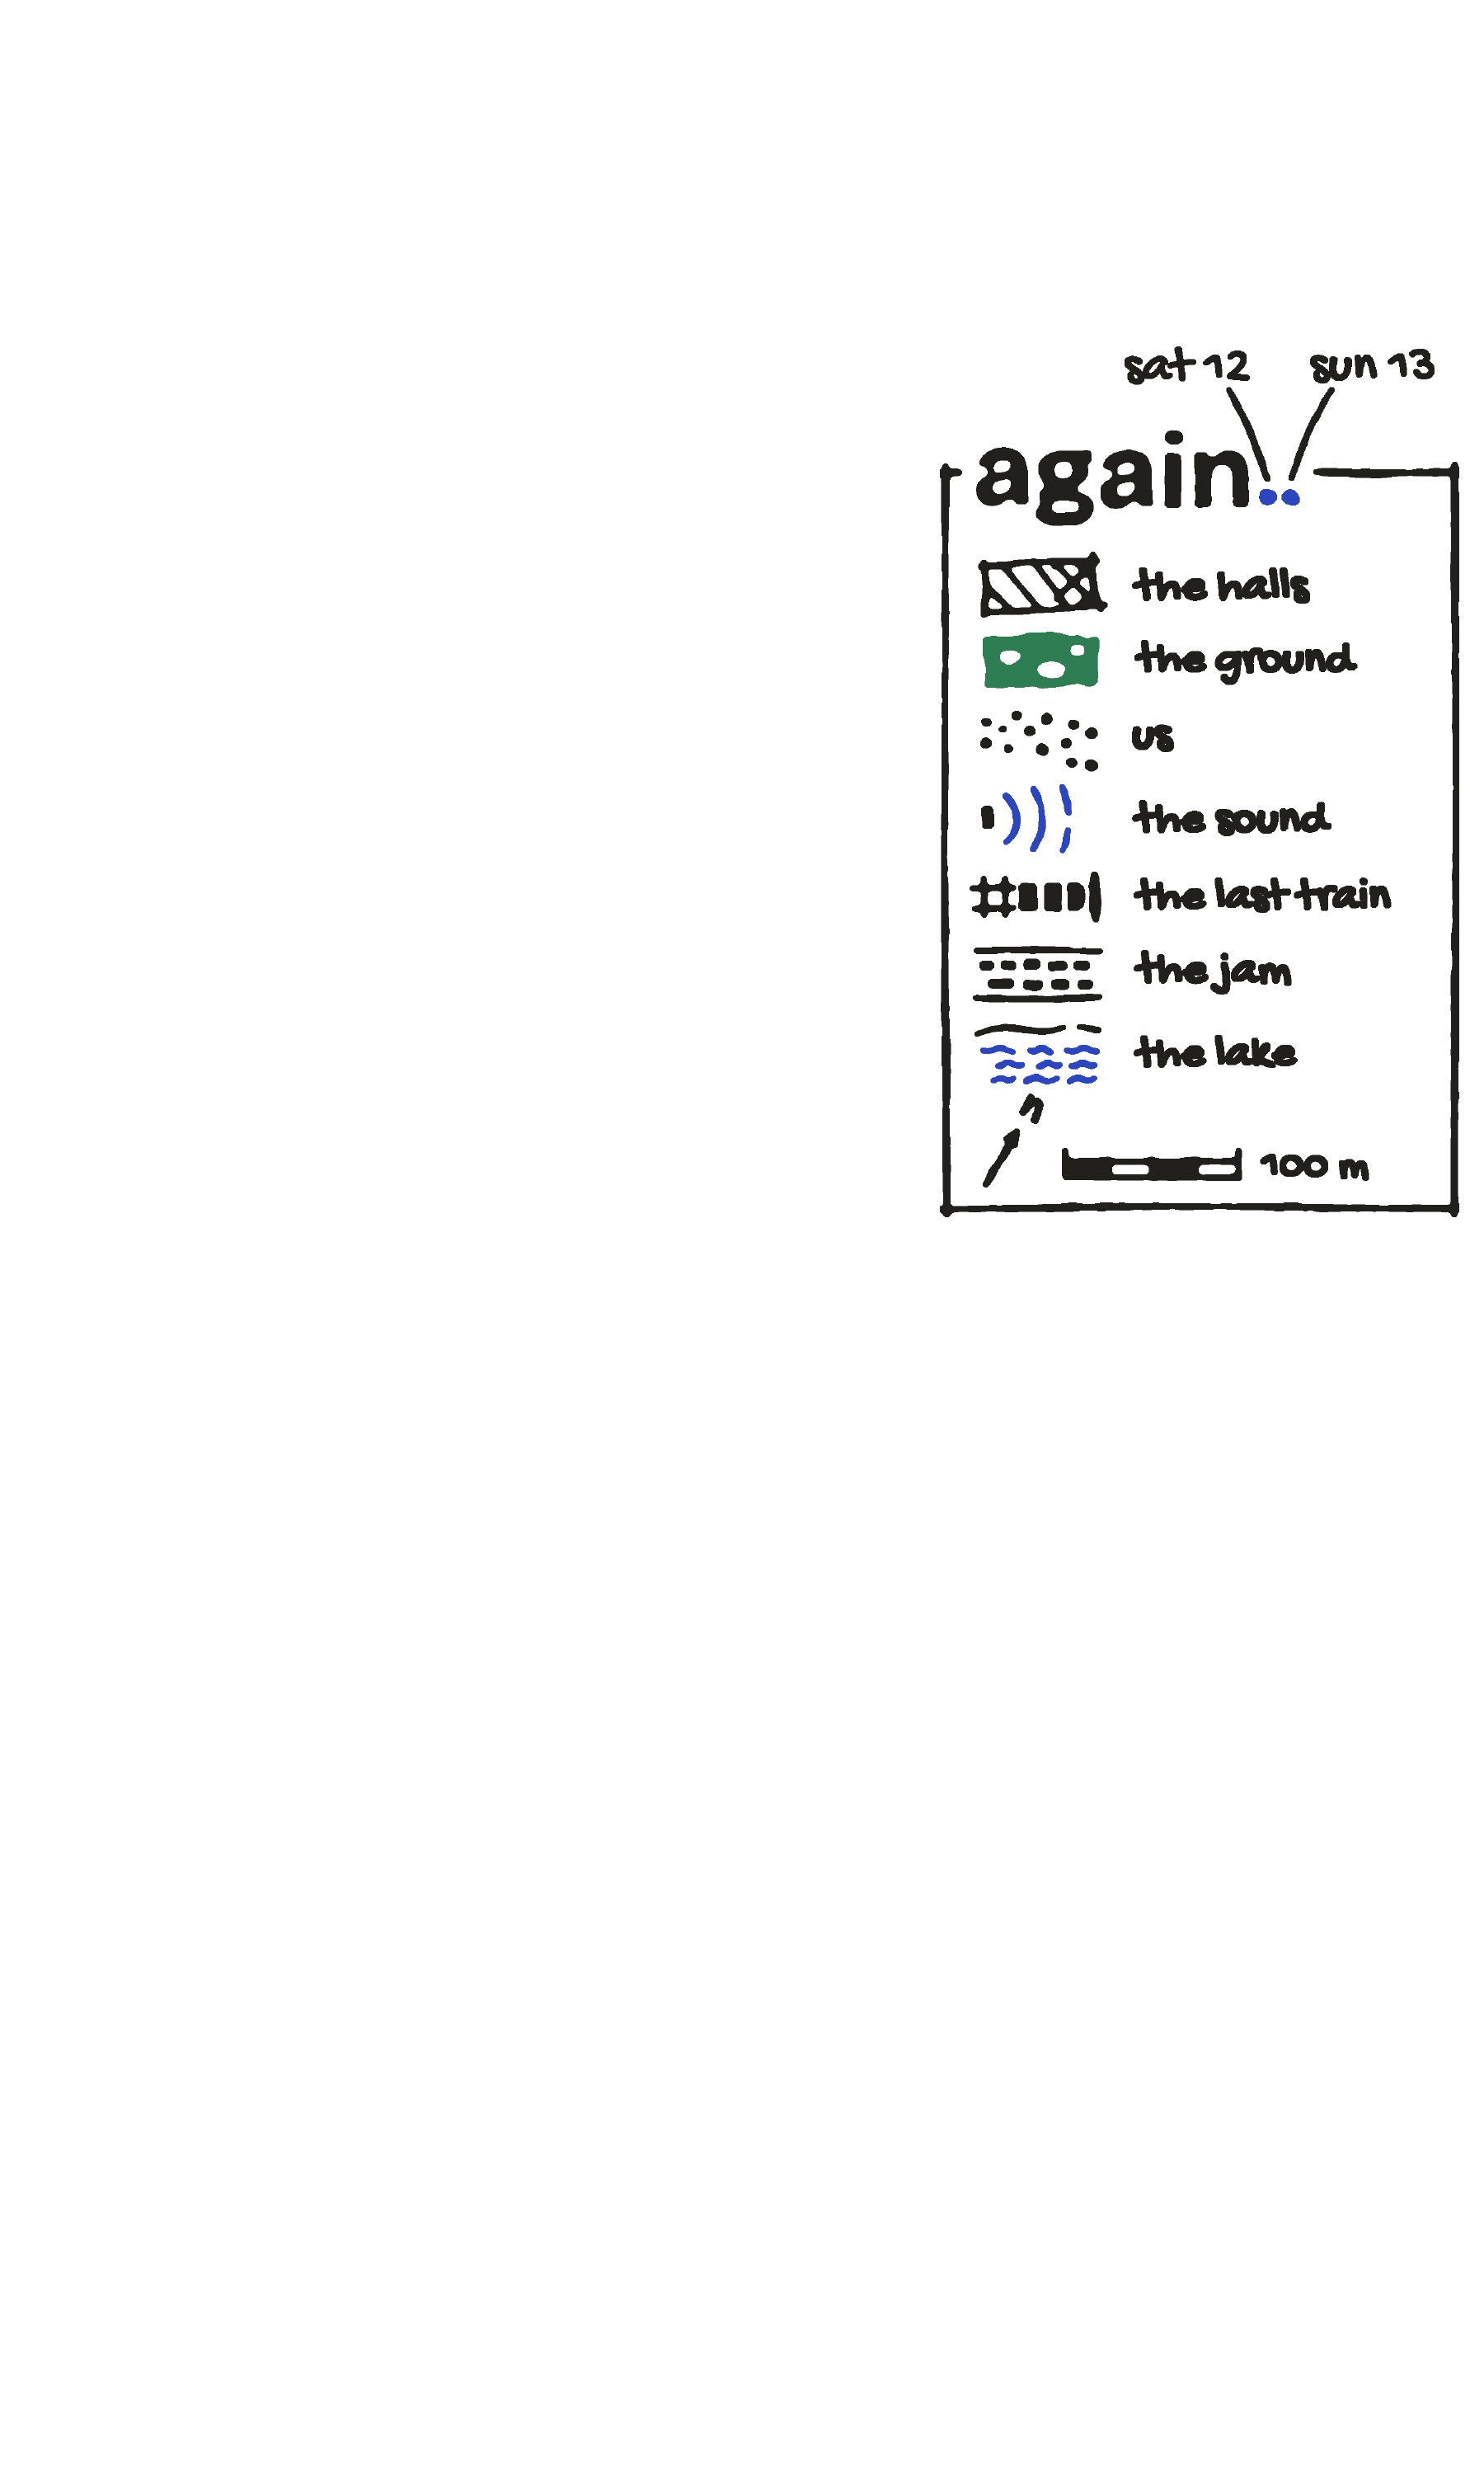 sat 12 sun 13
again..
the halls
the ground
us
the sound
the last train
the jam
the lake
n
100 m